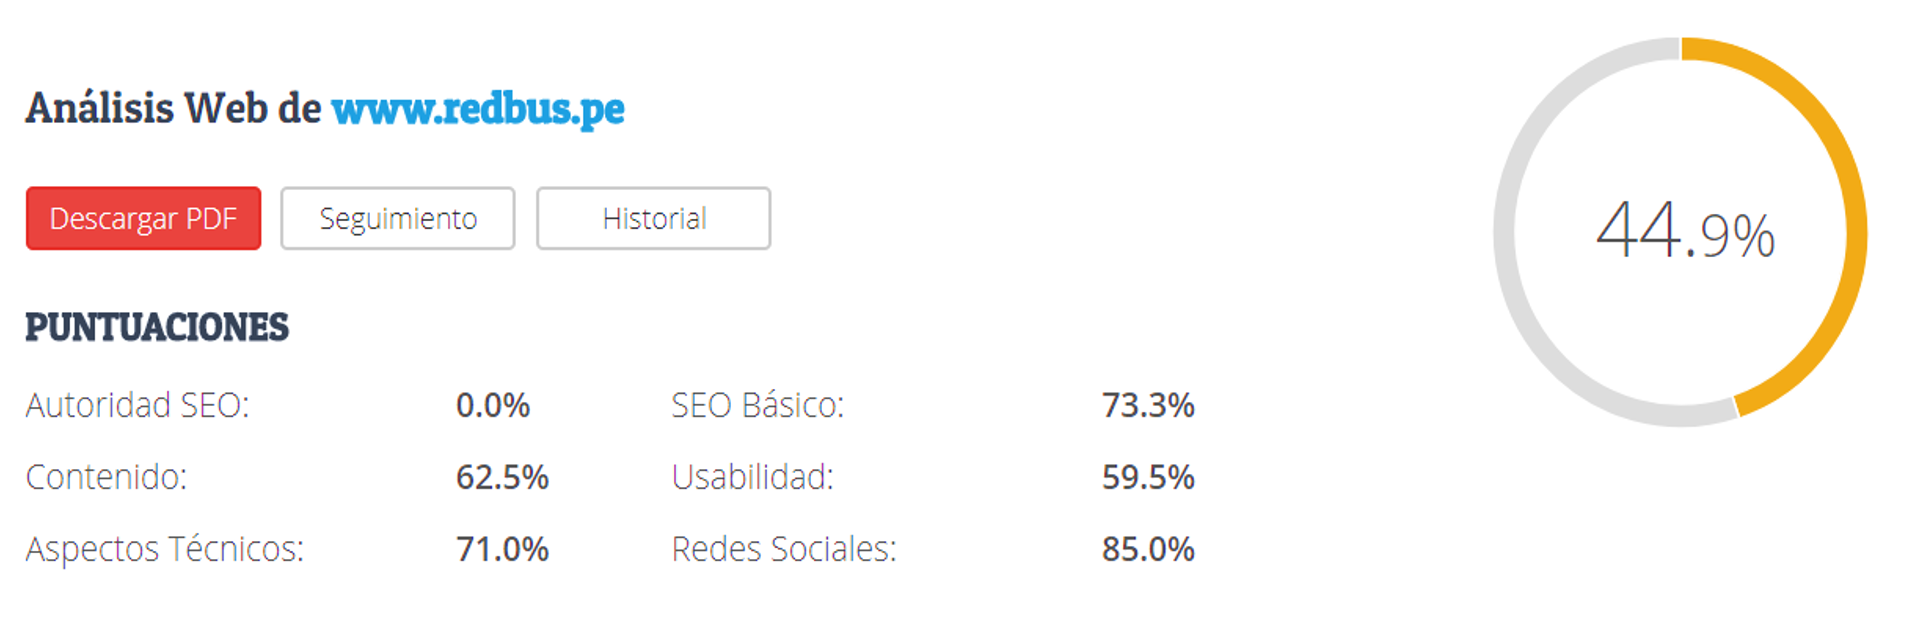 Análisis Web de www.redbus.pe
44.9%
Descargar PDF Seguimiento Historial
PUNTUACIONES
Autoridad SEO: 0.0% SEO Básico: 73.3%
Contenido: 62.5% Usabilidad: 59.5%
Aspectos Técnicos: 71.0% Redes Sociales: 85.0%